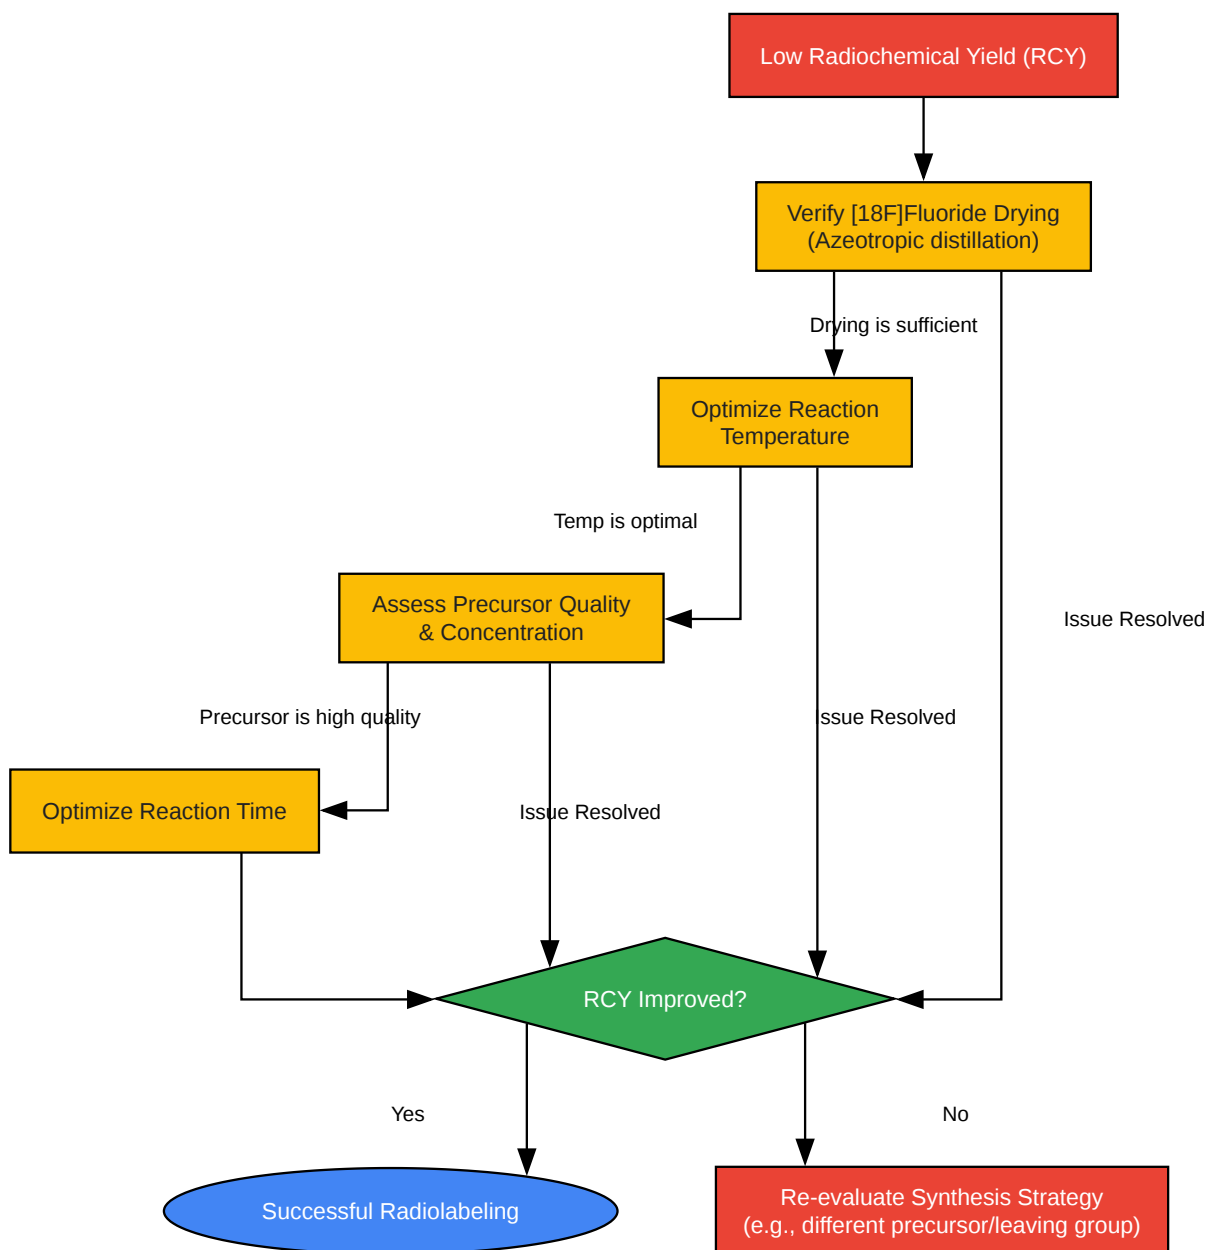 Low Radiochemical Yield (RCY)
Verify [18F]Fluoride Drying
(Azeotropic distillation)
Drying is sufficient
Optimize Reaction
Temperature
Temp is optimal
Assess Precursor Quality
& Concentration
Issue Resolved
Precursor is high quality
Issue Resolved
Optimize Reaction Time
Issue Resolved
RCY Improved?
Yes
No
Successful Radiolabeling
Re-evaluate Synthesis Strategy
(e.g., different precursor/leaving group)